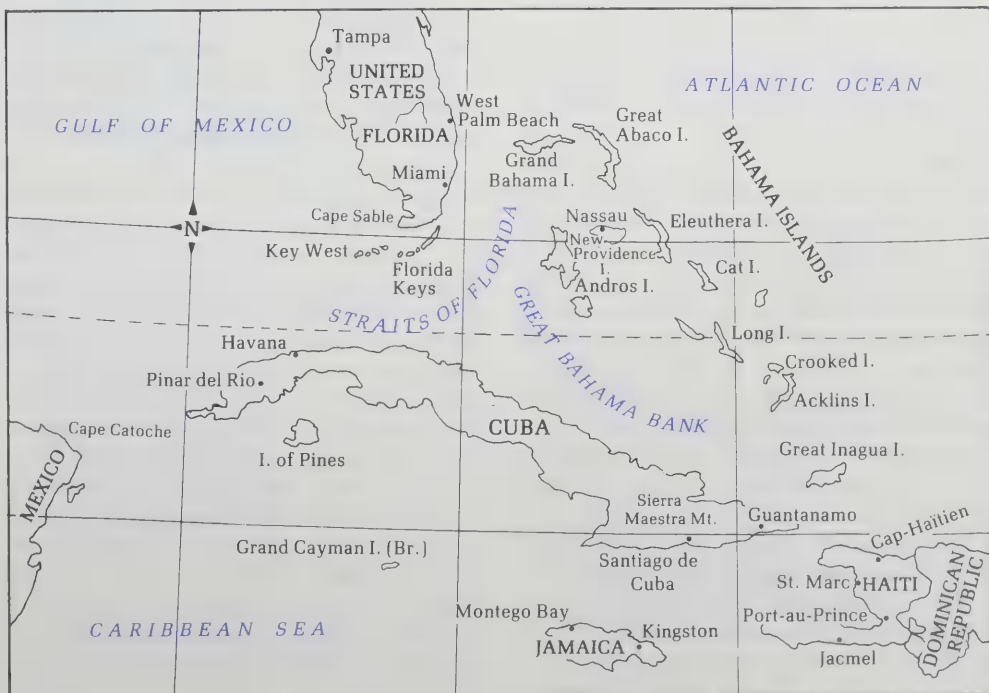 Tampa
UNITED
STATES
ATLANTIC OCEAN
GULF OF MEXICO
FLORIDA
West
Palm Beach
Great
Abaco I.
Grand
Bahama I.
BAHAMA ISLANDS
Miami
Cape Sable
N
Nassau
Eleuthera I.
Key West
Florida
Keys
New
Providence
I.
Andros I.
Cat I.
STRAITS OF FLORIDA
GREAT BAHAMA BANK
Long I.
Havana
Crooked I.
Pinar del Rio
Acklins I.
Cape Catoche
CUBA
I. of Pines
Great Inagua I.
MEXICO
Sierra
Maestra Mt.
Guantanamo
Grand Cayman I. (Br.)
Santiago de
Cuba
Cap-Haïtien
St. Marc
HAITI
DOMINICAN
REPUBLIC
Montego Bay
Port-au-Prince
CARIBBEAN SEA
Kingston
JAMAICA
Jacmel